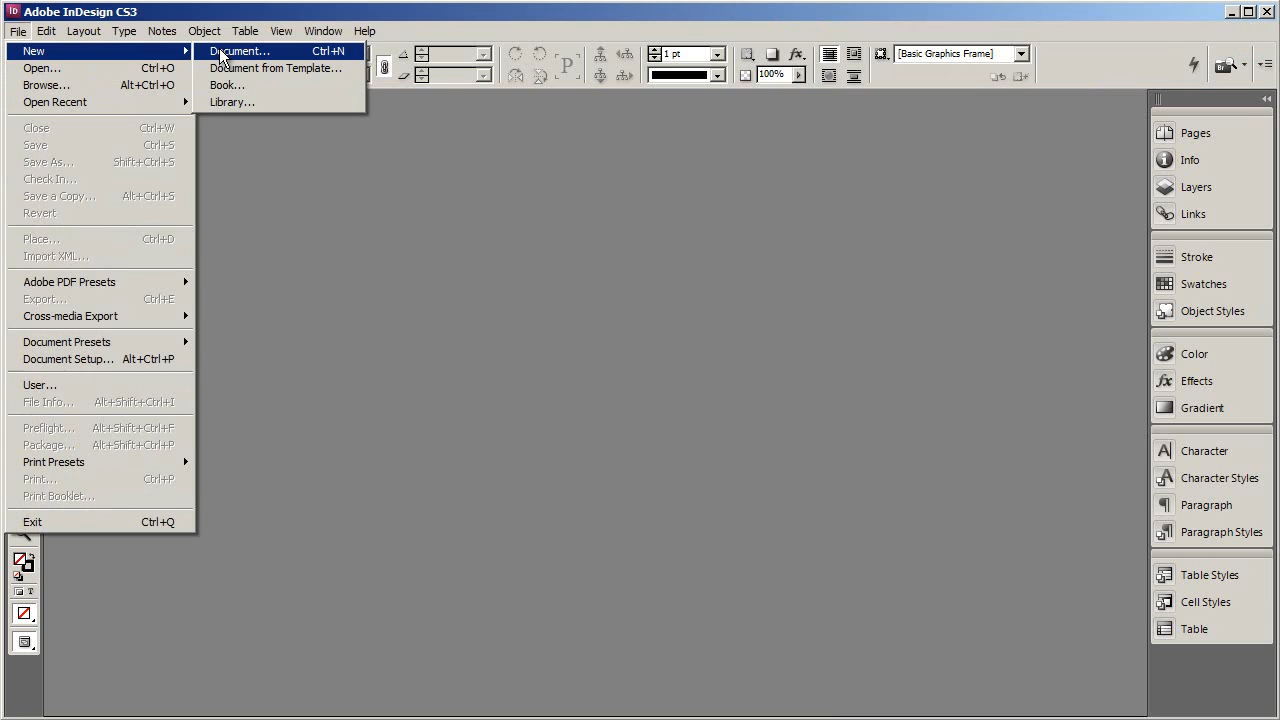 Adobe InDesign CS3
File Edit Layout Type Notes Object Table View Window Help
New
Open... Ctrl+O
Browse... Alt+Ctrl+O
Open Recent
Close Ctrl+W
Save Ctrl+S
Save As... Shift+Ctrl+S
Check In...
Save a Copy... Alt+Ctrl+S
Revert
Place... Ctrl+D
Import XML...
Adobe PDF Presets
Export... Ctrl+E
Cross-media Export
Document Presets
Document Setup... Alt+Ctrl+P
User...
File Info... Alt+Shift+Ctrl+I
Preflight... Alt+Shift+Ctrl+F
Package... Alt+Shift+Ctrl+P
Print Presets
Print... Ctrl+P
Print Booklet...
Exit Ctrl+Q
Document... Ctrl+N
Document from Template...
Book...
Library...
1 pt
100%
[Basic Graphics Frame]
Pages
Info
Layers
Links
Stroke
Swatches
Object Styles
Color
Effects
Gradient
Character
Character Styles
Paragraph
Paragraph Styles
Table Styles
Cell Styles
Table